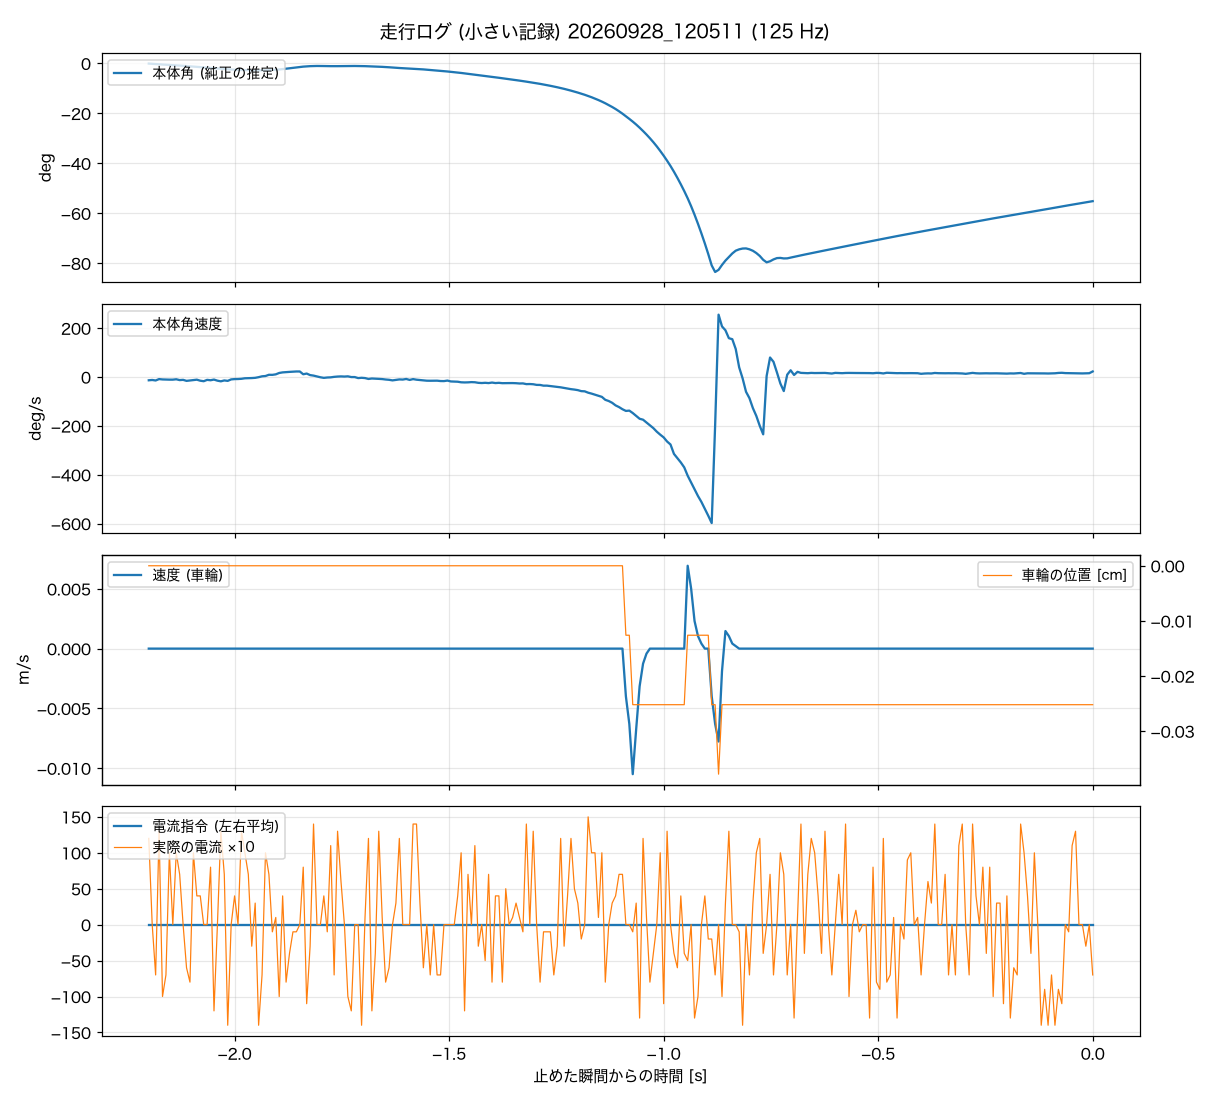 走行ログ (小さい記録) 20260928_120511 (125 Hz)
0
−20
−40
−60
−80
deg
本体角 (純正の推定)
200
0
−200
−400
−600
deg/s
本体角速度
0.005
0.000
−0.005
−0.010
m/s
速度 (車輪)
車輪の位置 [cm]
0.00
−0.01
−0.02
−0.03
150
100
50
0
−50
−100
−150
電流指令 (左右平均)
実際の電流 ×10
−2.0
−1.5
−1.0
−0.5
0.0
止めた瞬間からの時間 [s]